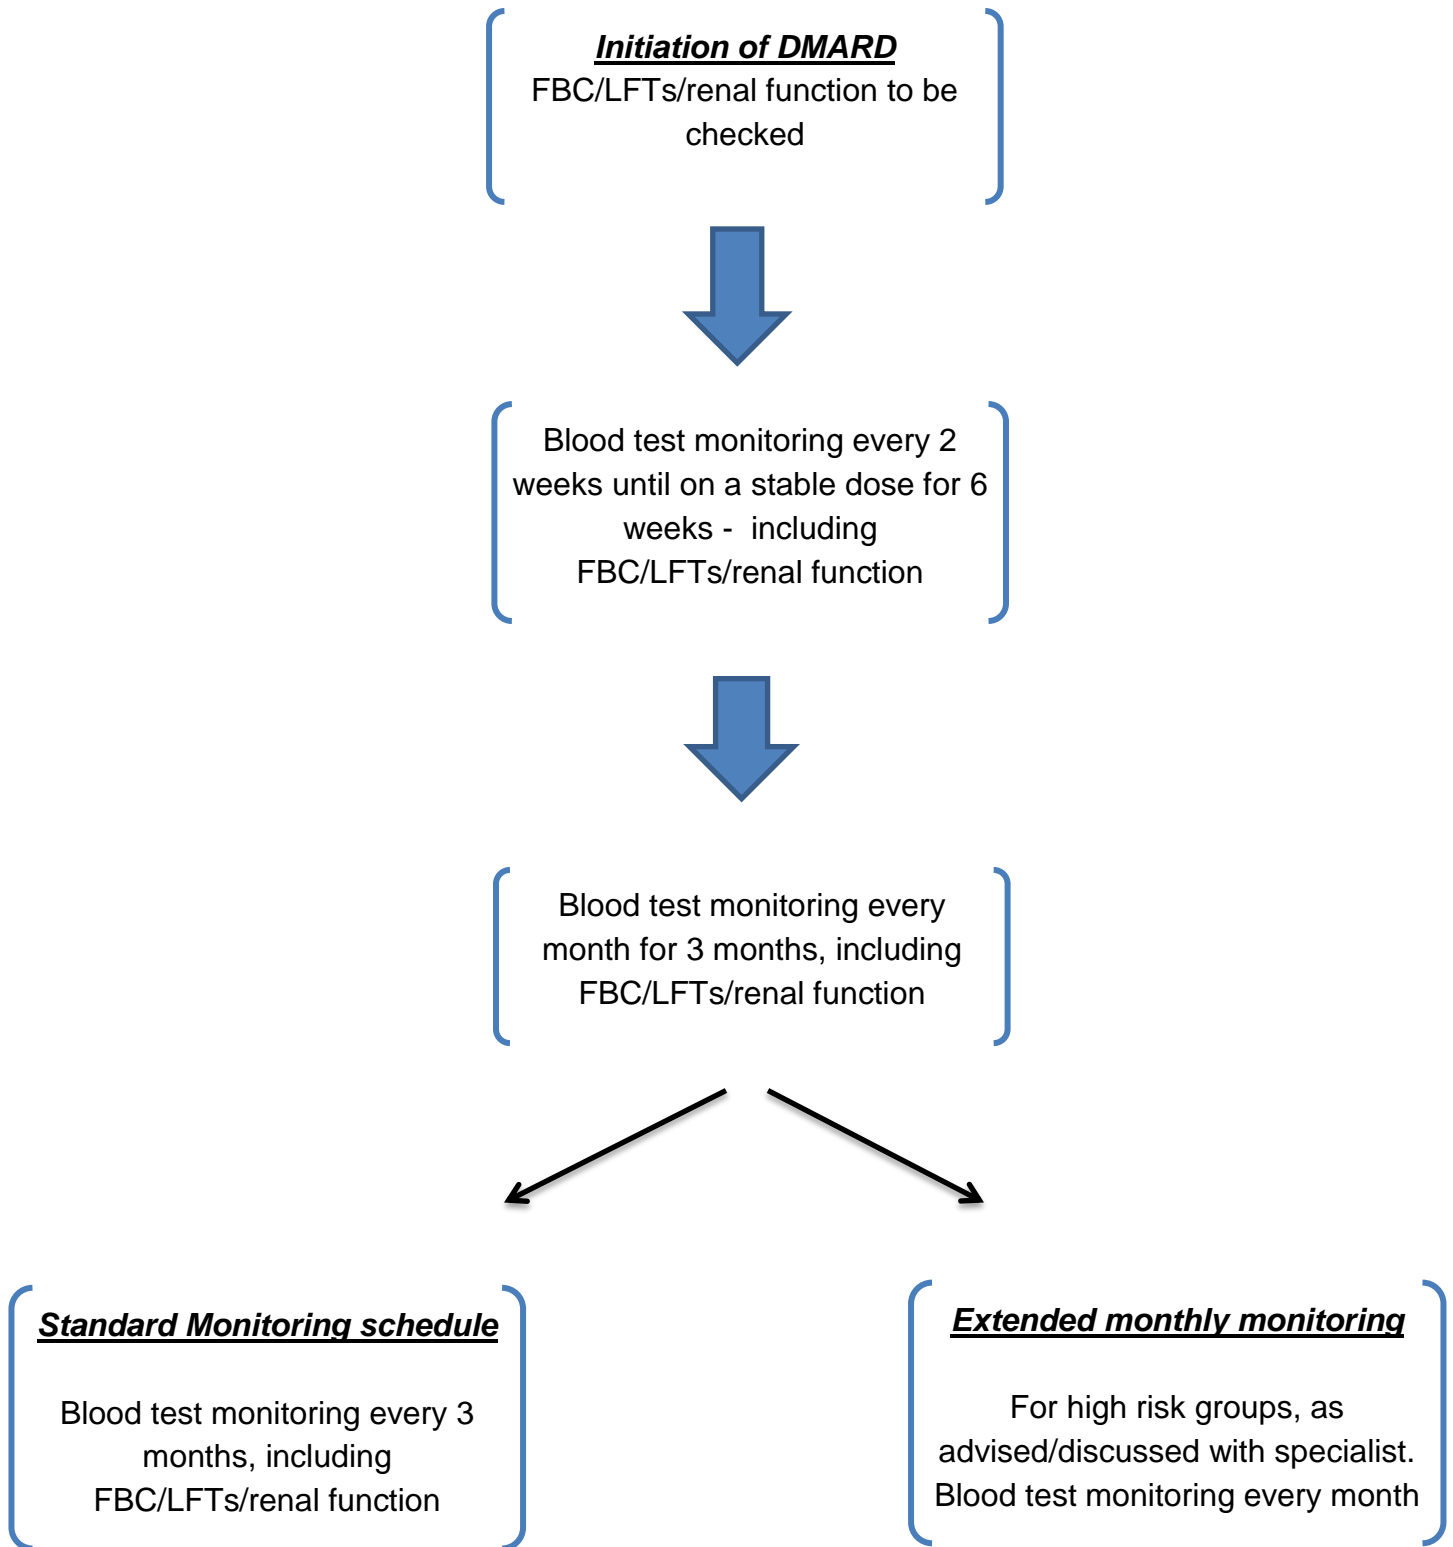 Initiation of DMARD
FBC/LFTs/renal function to be
checked
Blood test monitoring every 2
weeks until on a stable dose for 6
weeks -  including
FBC/LFTs/renal function
Blood test monitoring every
month for 3 months, including
FBC/LFTs/renal function
Standard Monitoring schedule
Blood test monitoring every 3
months, including
FBC/LFTs/renal function
Extended monthly monitoring
For high risk groups, as
advised/discussed with specialist.
Blood test monitoring every month